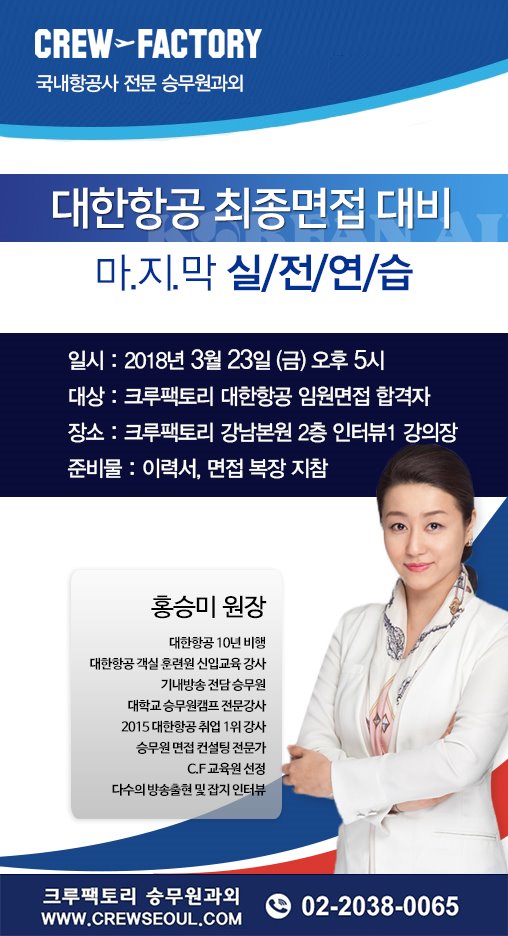 CREW FACTORY
국내항공사 전문 승무원과외
대한항공 최종면접 대비
마.지.막 실/전/연/습
일시 : 2018년 3월 23일 (금) 오후 5시
대상 : 크루팩토리 대한항공 임원면접 합격자
장소 : 크루팩토리 강남본원 2층 인터뷰1 강의장
준비물 : 이력서, 면접 복장 지참
홍승미 원장
대한항공 10년 비행
대한항공 객실 훈련원 신입교육 강사
기내방송 전담 승무원
대학교 승무원캠프 전문강사
2015 대한항공 취업 1위 강사
승무원 면접 컨설팅 전문가
C.F 교육원 선정
다수의 방송출현 및 잡지 인터뷰
크루팩토리 승무원과외
WWW.CREWSEOUL.COM
02-2038-0065